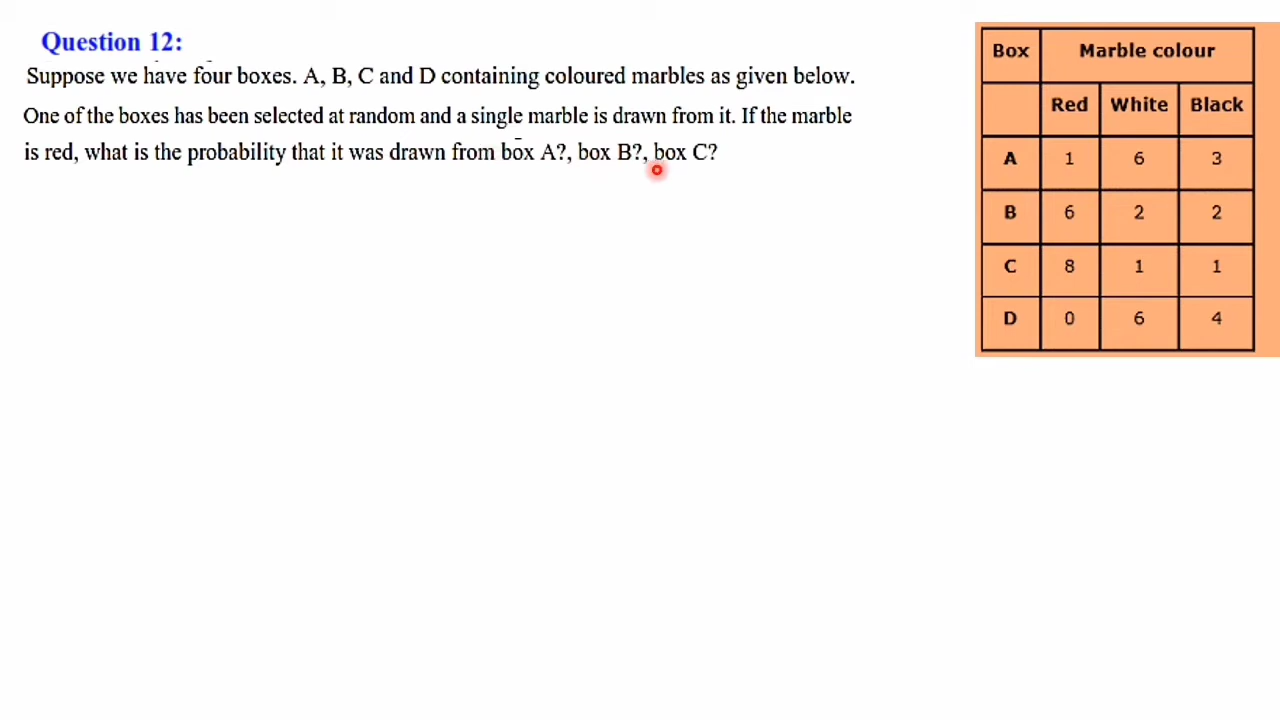 Question 12:
Suppose we have four boxes. A, B, C and D containing coloured marbles as given below.
One of the boxes has been selected at random and a single marble is drawn from it. If the marble
is red, what is the probability that it was drawn from box A?, box B?, box C?
Box Marble colour
Red White Black
A 1 6 3
B 6 2 2
C 8 1 1
D 0 6 4